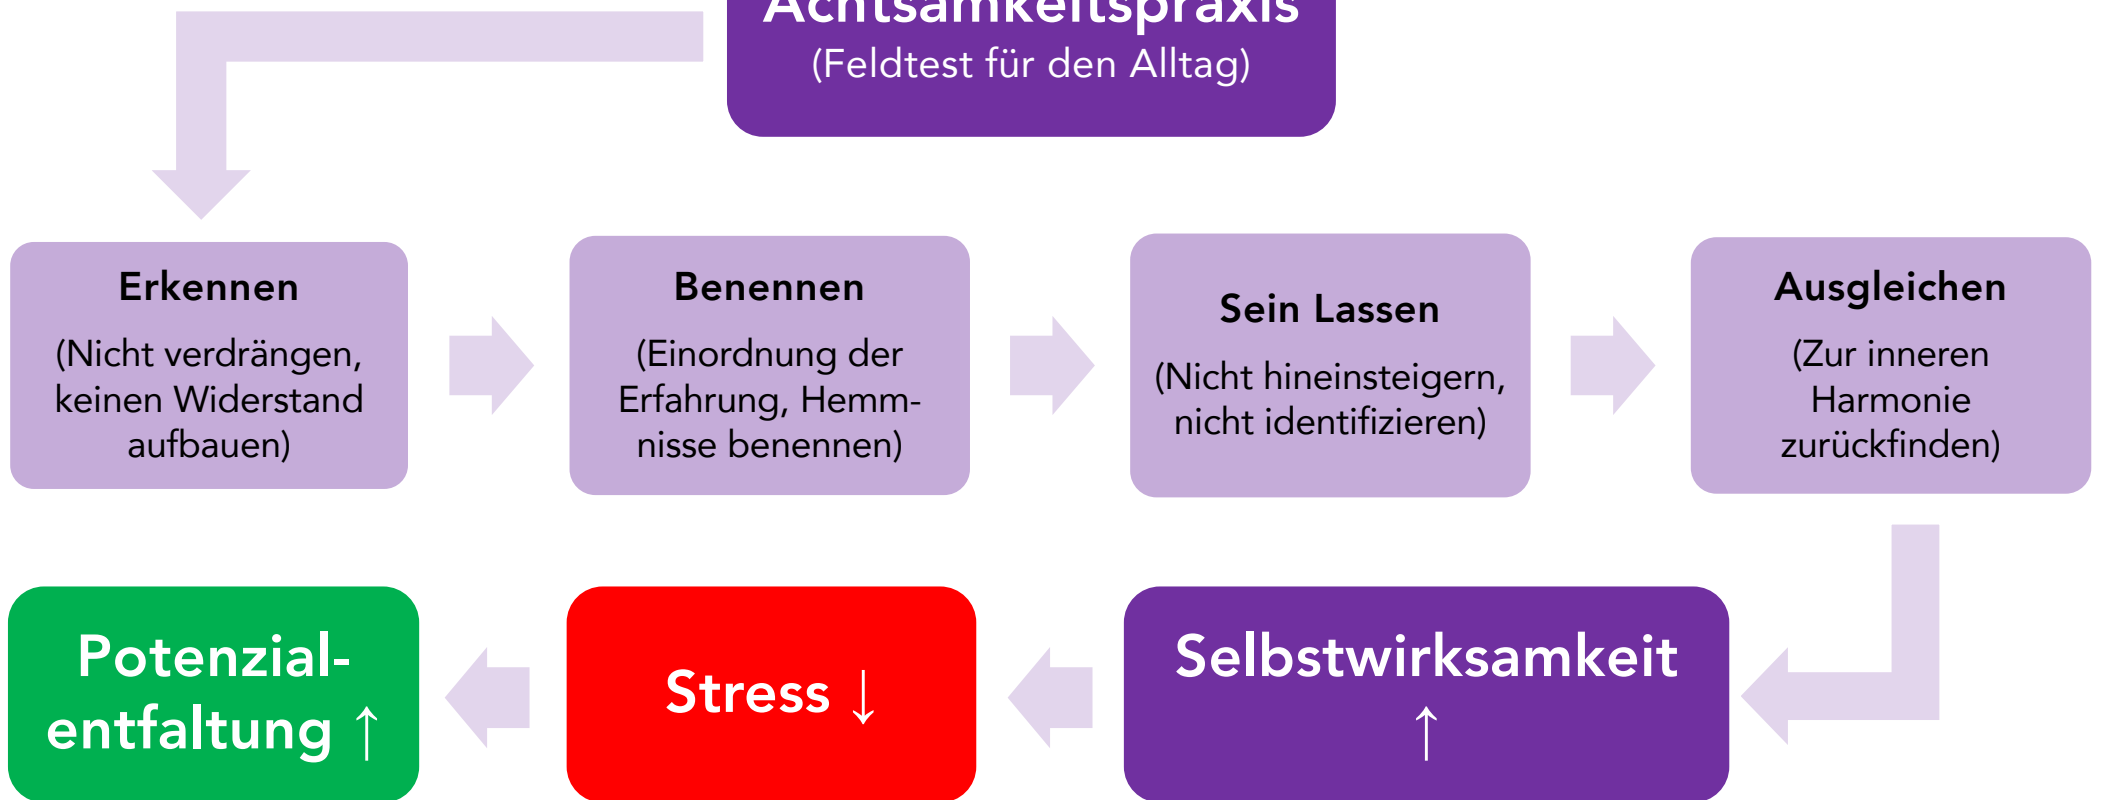 Achtsamkeitspraxis
(Feldtest für den Alltag)
Erkennen
(Nicht verdrängen,
keinen Widerstand
aufbauen)
Benennen
(Einordnung der
Erfahrung, Hemm-
nisse benennen)
Sein Lassen
(Nicht hineinsteigern,
nicht identifizieren)
Ausgleichen
(Zur inneren
Harmonie
zurückfinden)
Potenzial-
entfaltung ↑
Stress ↓
Selbstwirksamkeit
↑